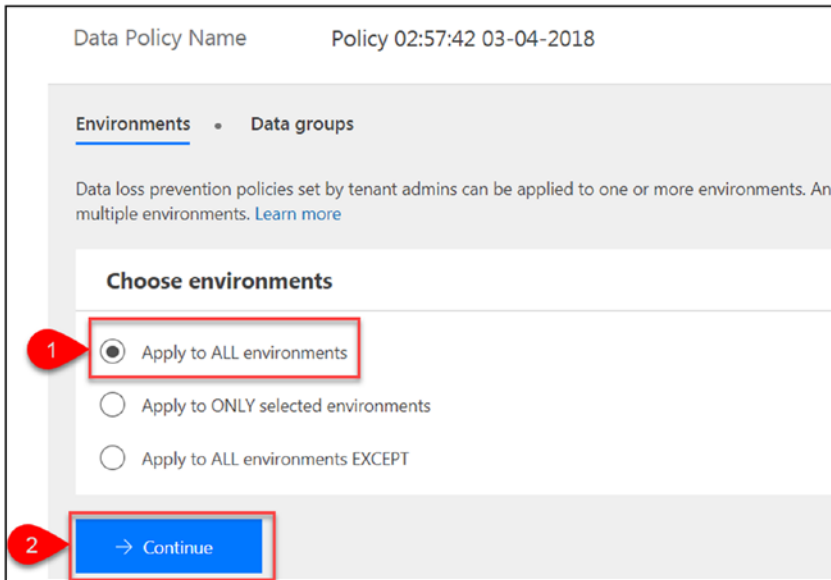 Data Policy Name Policy 02:57:42 03-04-2018
Environments • Data groups
Data loss prevention policies set by tenant admins can be applied to one or more environments. An
multiple environments. Learn more
Choose environments
1 Apply to ALL environments
Apply to ONLY selected environments
Apply to ALL environments EXCEPT
2 → Continue